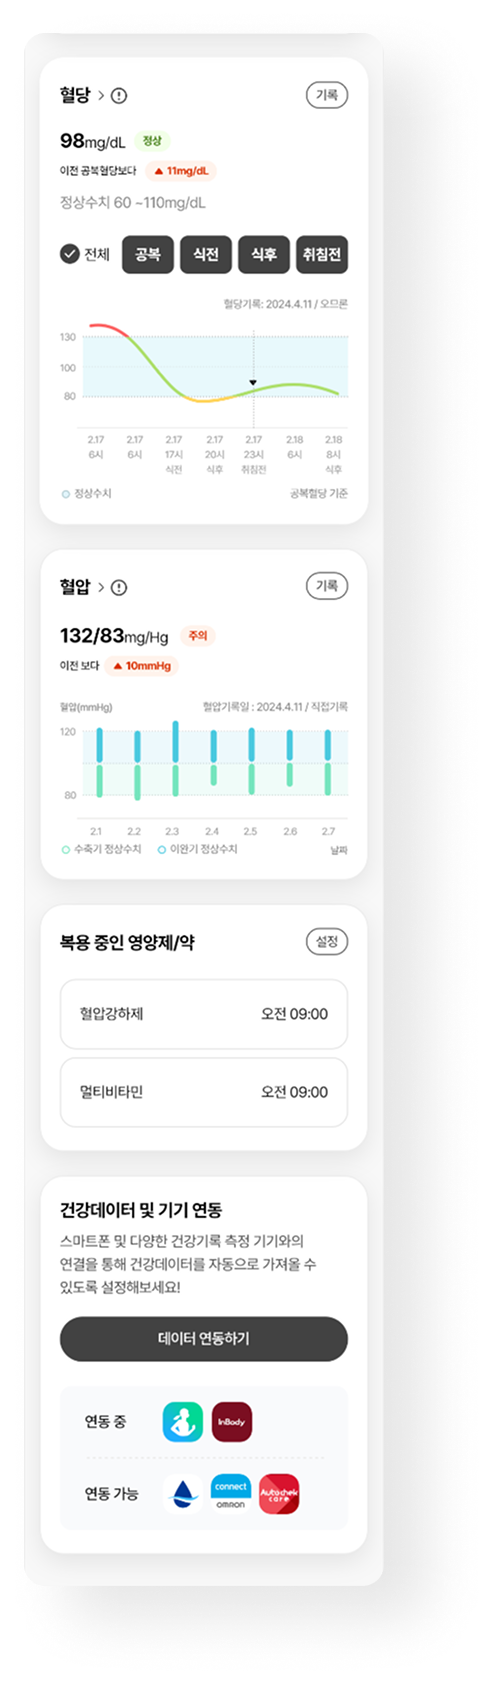 혈당 > !
기록
98mg/dL 정상
이전 공복혈당보다 ▲ 11mg/dL
정상수치 60 ~110mg/dL
전체 공복 식전 식후 취침전
혈당기록: 2024.4.11 / 오므론
130
100
80
2.17 2.17 2.17 2.17 2.17 2.18 2.18
6시 6시 17시 20시 23시 6시 8시
식전 식후 취침전 식후
정상수치 공복혈당 기준
혈압 > !
기록
132/83mg/Hg 주의
이전 보다 ▲ 10mmHg
혈압(mmHg) 혈압기록일 : 2024.4.11 / 직접기록
120
80
2.1 2.2 2.3 2.4 2.5 2.6 2.7
수축기 정상수치 이완기 정상수치 날짜
복용 중인 영양제/약 설정
혈압강하제 오전 09:00
멀티비타민 오전 09:00
건강데이터 및 기기 연동
스마트폰 및 다양한 건강기록 측정 기기와의
연결을 통해 건강데이터를 자동으로 가져올 수
있도록 설정해보세요!
데이터 연동하기
연동 중 InBody
연동 가능 connect OMRON Autochek care